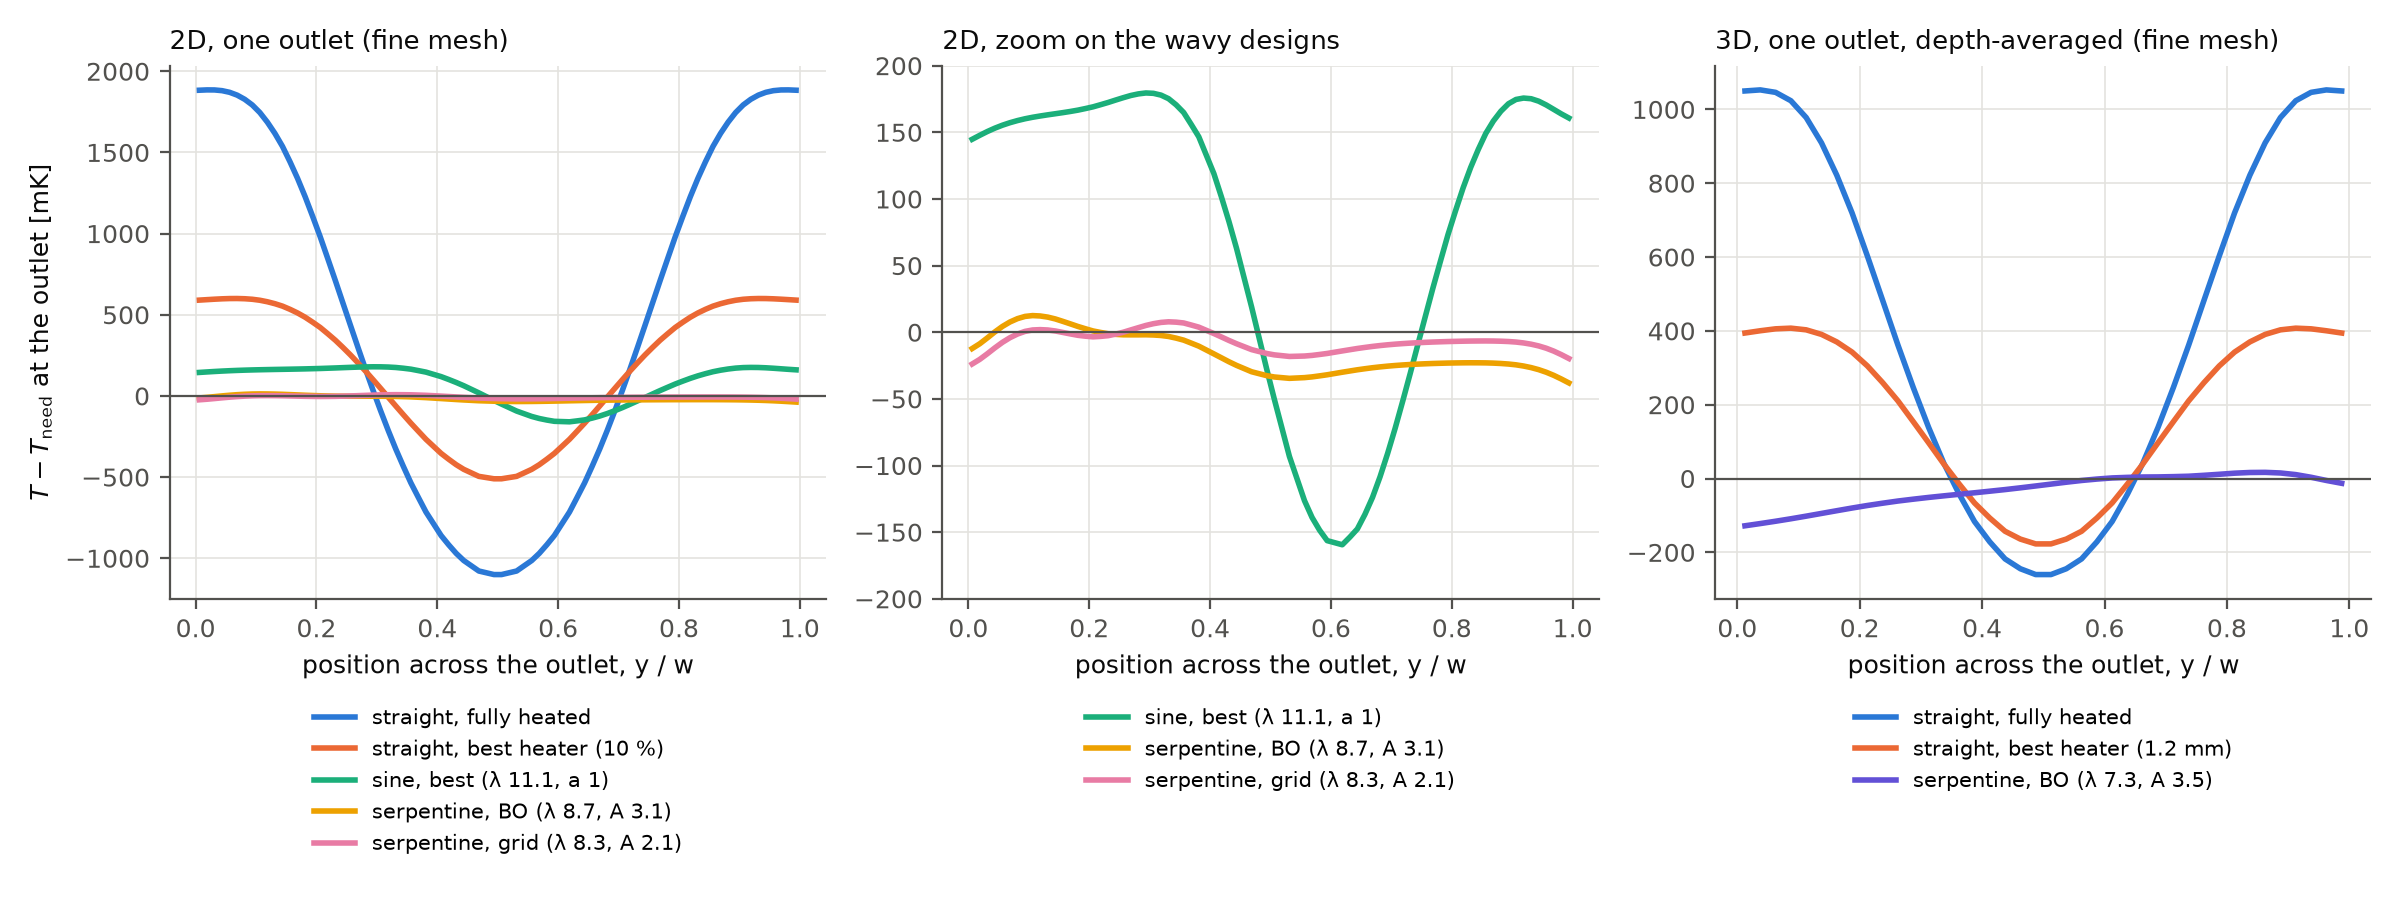 2D, one outlet (fine mesh)
T − Tneed at the outlet [mK]
2000
1500
1000
500
0
−500
−1000
0.0 0.2 0.4 0.6 0.8 1.0
position across the outlet, y / w
straight, fully heated
straight, best heater (10 %)
sine, best (λ 11.1, a 1)
serpentine, BO (λ 8.7, A 3.1)
serpentine, grid (λ 8.3, A 2.1)
2D, zoom on the wavy designs
200
150
100
50
0
−50
−100
−150
−200
0.0 0.2 0.4 0.6 0.8 1.0
position across the outlet, y / w
sine, best (λ 11.1, a 1)
serpentine, BO (λ 8.7, A 3.1)
serpentine, grid (λ 8.3, A 2.1)
3D, one outlet, depth-averaged (fine mesh)
1000
800
600
400
200
0
−200
0.0 0.2 0.4 0.6 0.8 1.0
position across the outlet, y / w
straight, fully heated
straight, best heater (1.2 mm)
serpentine, BO (λ 7.3, A 3.5)